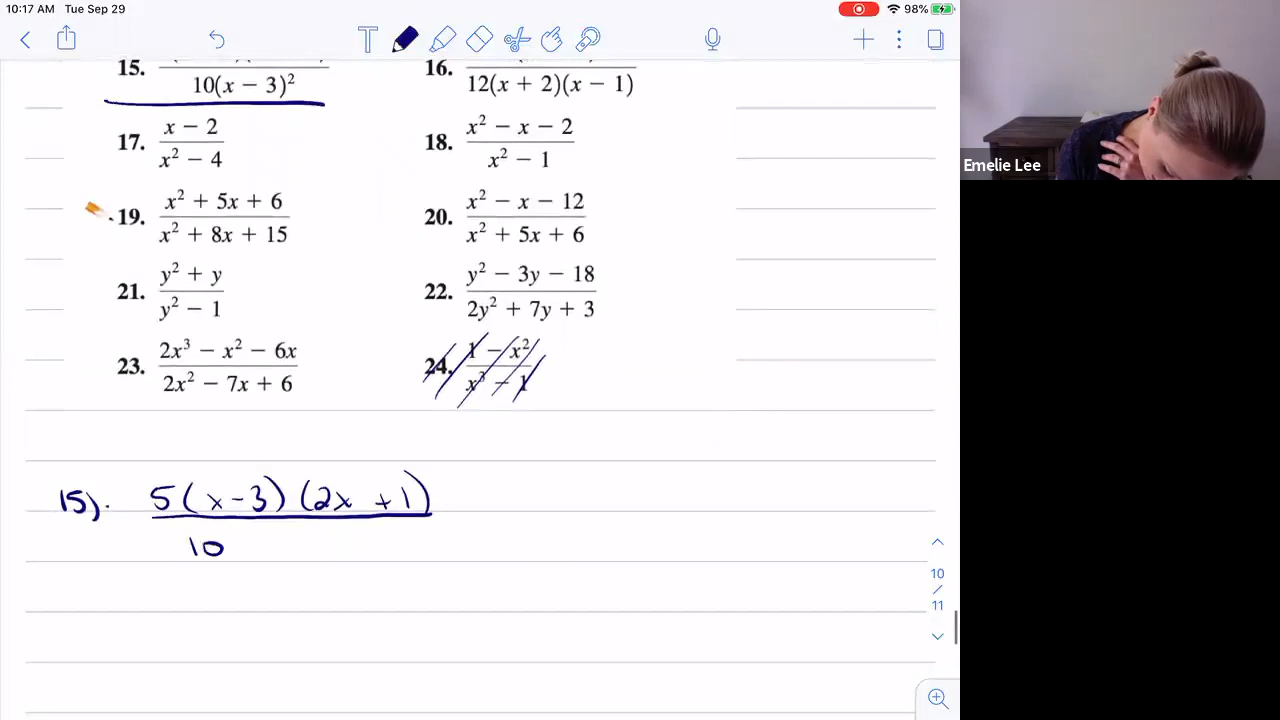 10:17 AM Tue Sep 29
98%
T
15. 10(x − 3)²
16. 12(x + 2)(x − 1)
17. x − 2
x² − 4
18. x² − x − 2
x² − 1
19. x² + 5x + 6
x² + 8x + 15
20. x² − x − 12
x² + 5x + 6
21. y² + y
y² − 1
22. y² − 3y − 18
2y² + 7y + 3
23. 2x³ − x² − 6x
2x² − 7x + 6
24. 1 − x²
x³ − 1
15). 5(x-3)(2x +1)
10
10
/
11
Emelie Lee